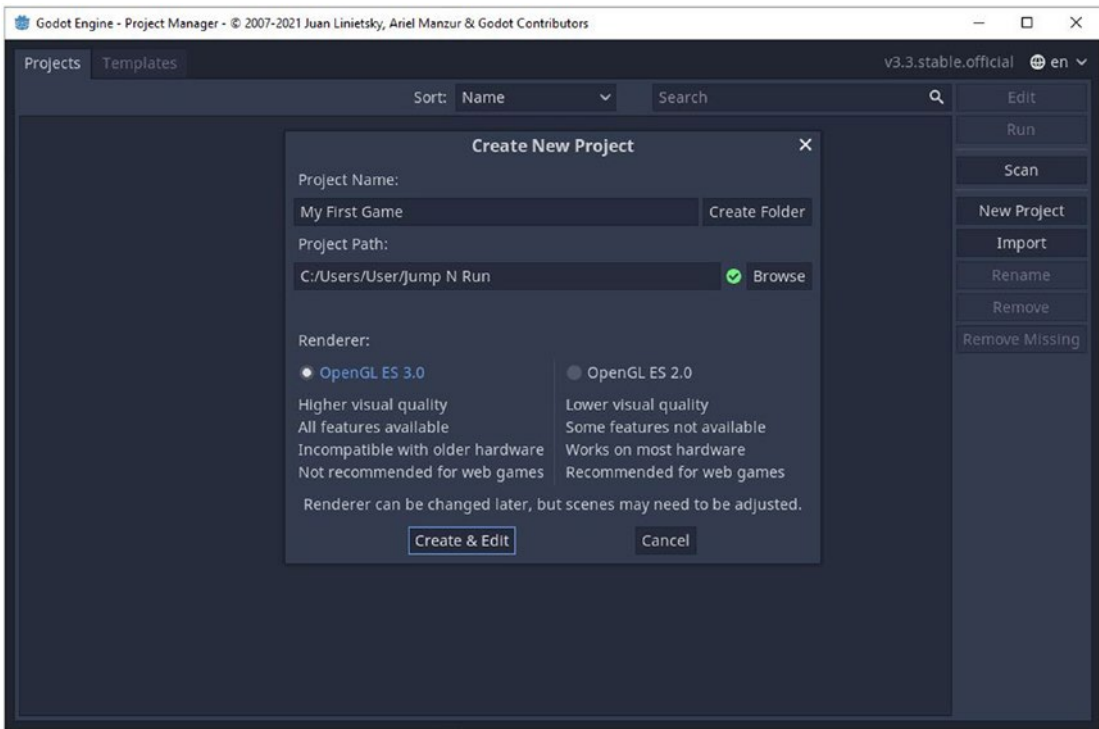 Godot Engine - Project Manager - © 2007-2021 Juan Linietsky, Ariel Manzur & Godot Contributors
Projects Templates v3.3.stable.official en
Sort: Name Search Edit
Run
Scan
New Project
Import
Rename
Remove
Remove Missing
Create New Project
Project Name:
My First Game Create Folder
Project Path:
C:/Users/User/Jump N Run Browse
Renderer:
OpenGL ES 3.0
Higher visual quality
All features available
Incompatible with older hardware
Not recommended for web games
OpenGL ES 2.0
Lower visual quality
Some features not available
Works on most hardware
Recommended for web games
Renderer can be changed later, but scenes may need to be adjusted.
Create & Edit Cancel